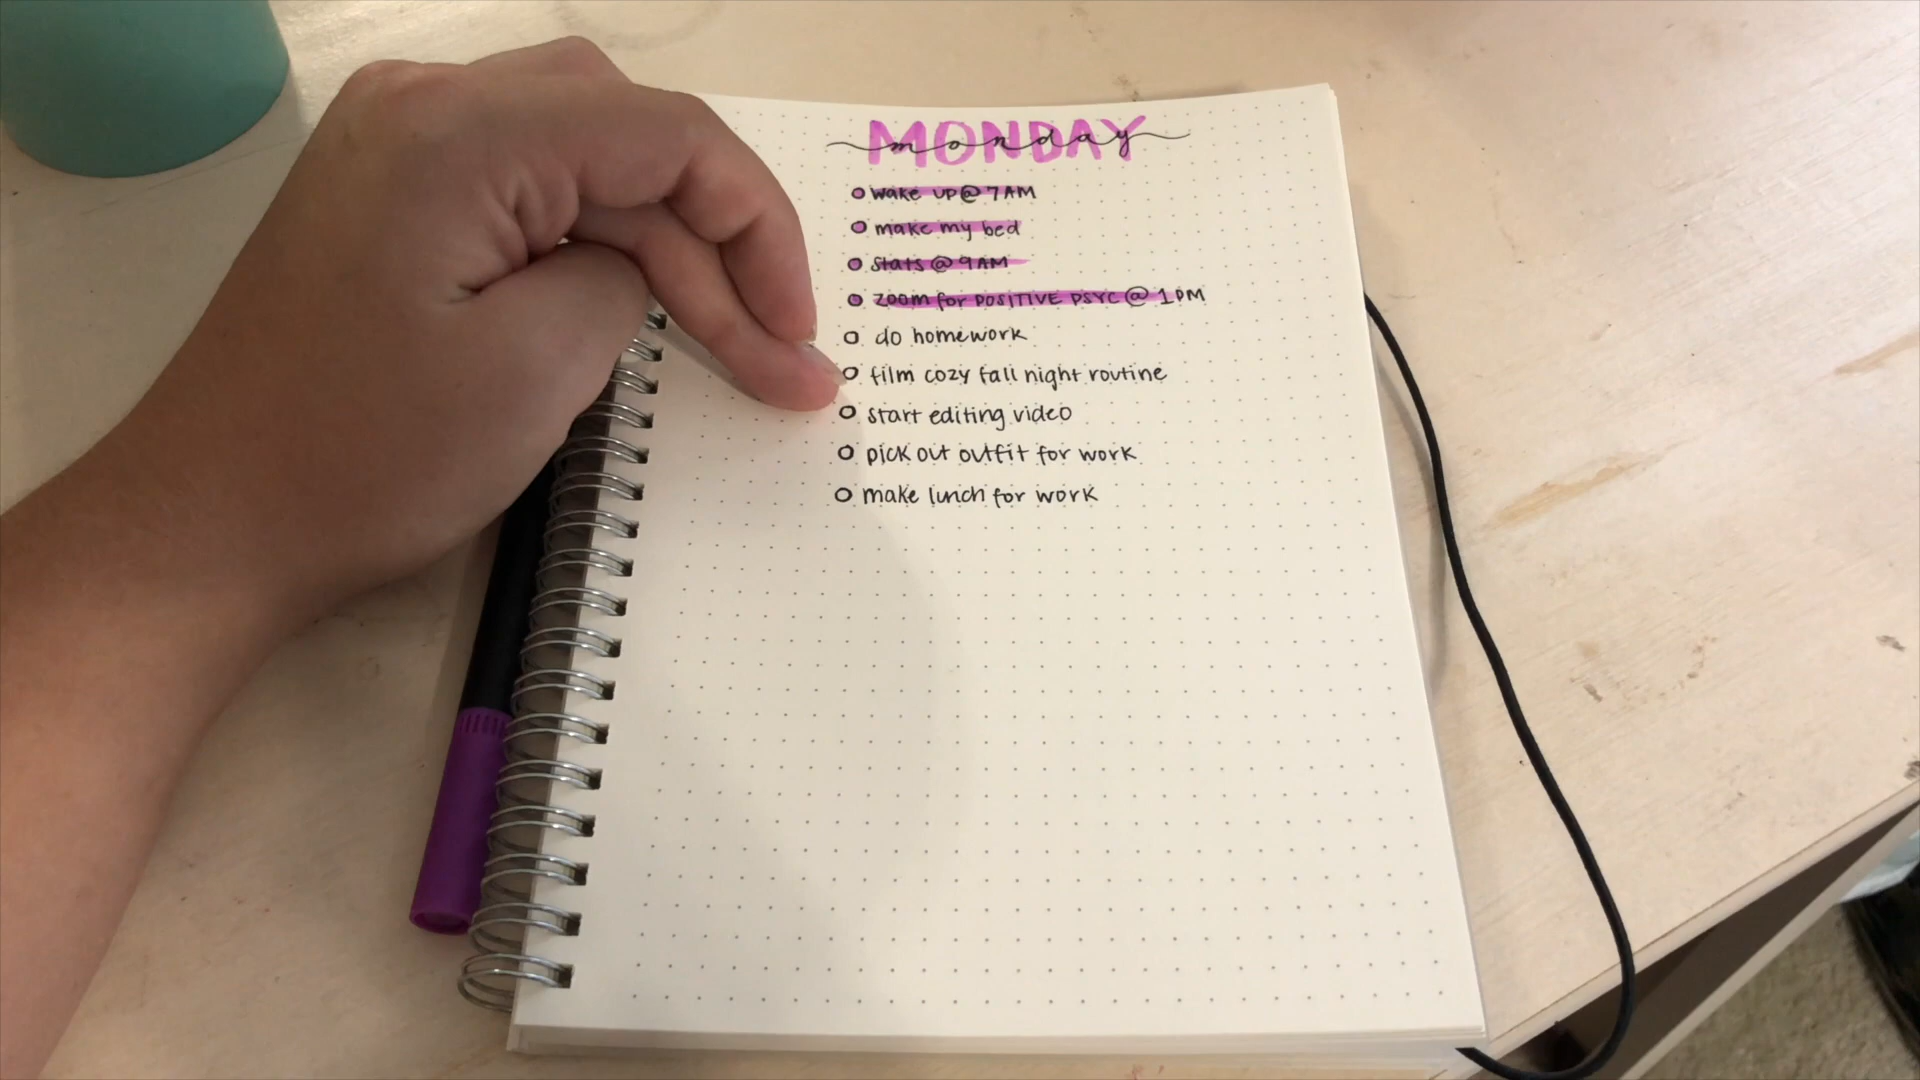 MONDAY
monday
wake up @ 7AM
make my bed
Stats @ 9AM
zoom for POSITIVE PSYC @ 1PM
do homework
film cozy fall night routine
start editing video
pick out outfit for work
make lunch for work